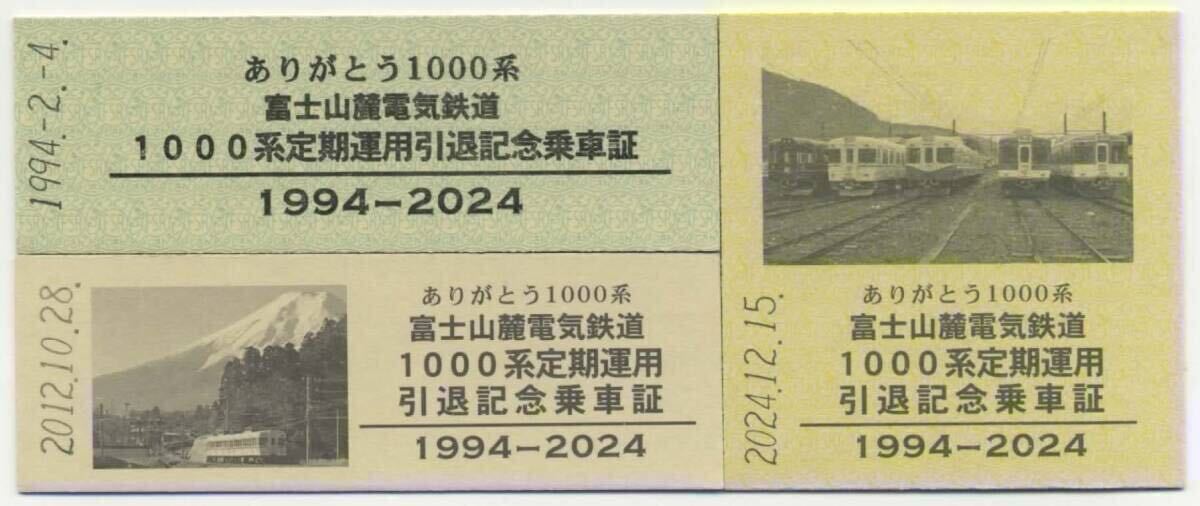 1994.-2.-4.
ありがとう1000系
富士山麓電気鉄道
1000系定期運用引退記念乗車証
1994−2024
2012.10.28.
ありがとう1000系
富士山麓電気鉄道
1000系定期運用
引退記念乗車証
1994−2024
2024.12.15.
ありがとう1000系
富士山麓電気鉄道
1000系定期運用
引退記念乗車証
1994−2024